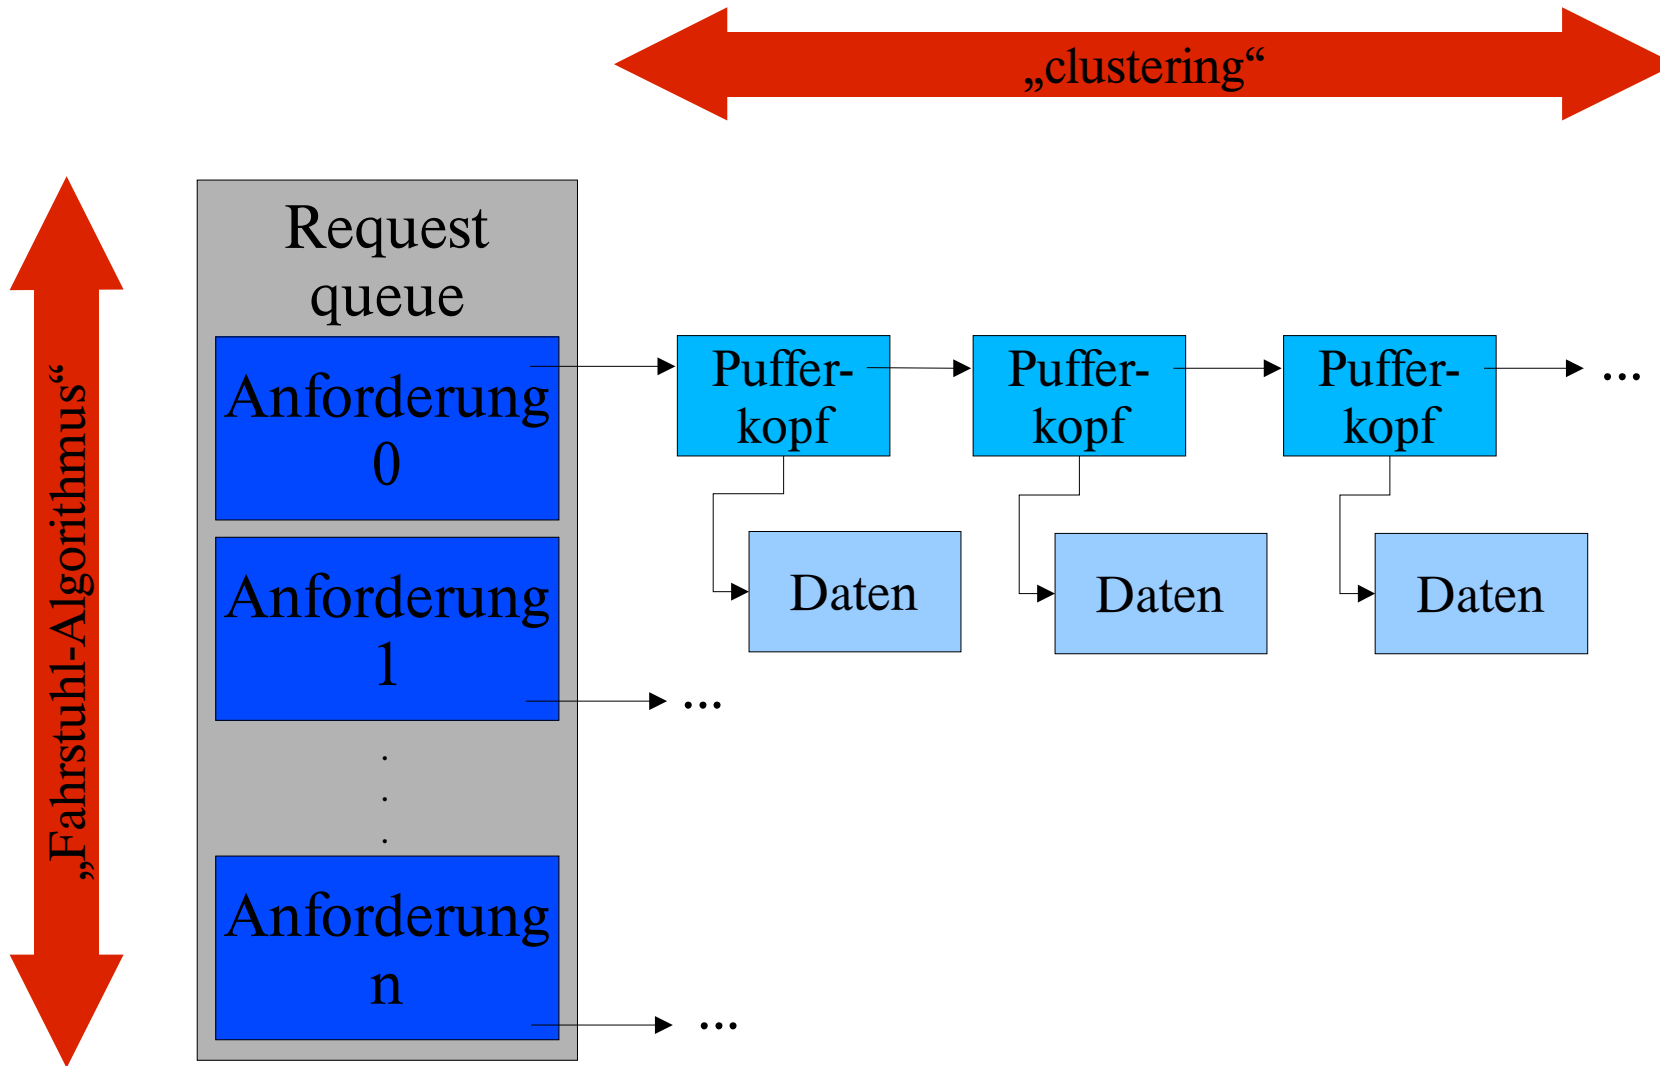 „clustering“
„Fahrstuhl-Algorithmus“
Request
queue
Anforderung
0
Puffer-
kopf
Puffer-
kopf
Puffer-
kopf
...
Daten
Daten
Daten
Anforderung
1
...
.
.
.
Anforderung
n
...